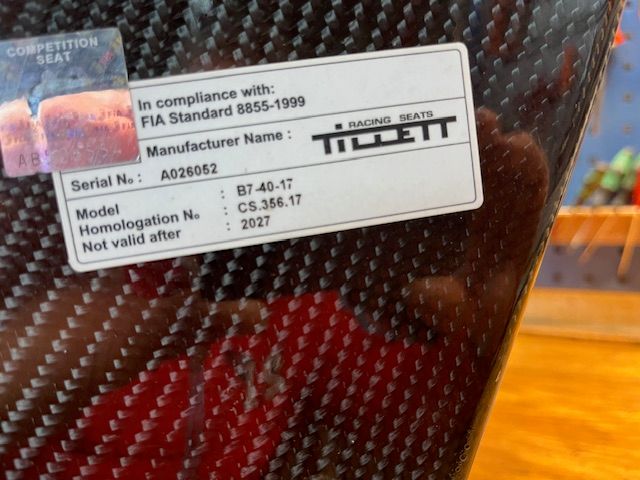 COMPETITION
SEAT
In compliance with:
FIA Standard 8855-1999
Manufacturer Name :
RACING SEATS
TILLETT
Serial No : A026052
Model : B7-40-17
Homologation No : CS.356.17
Not valid after : 2027